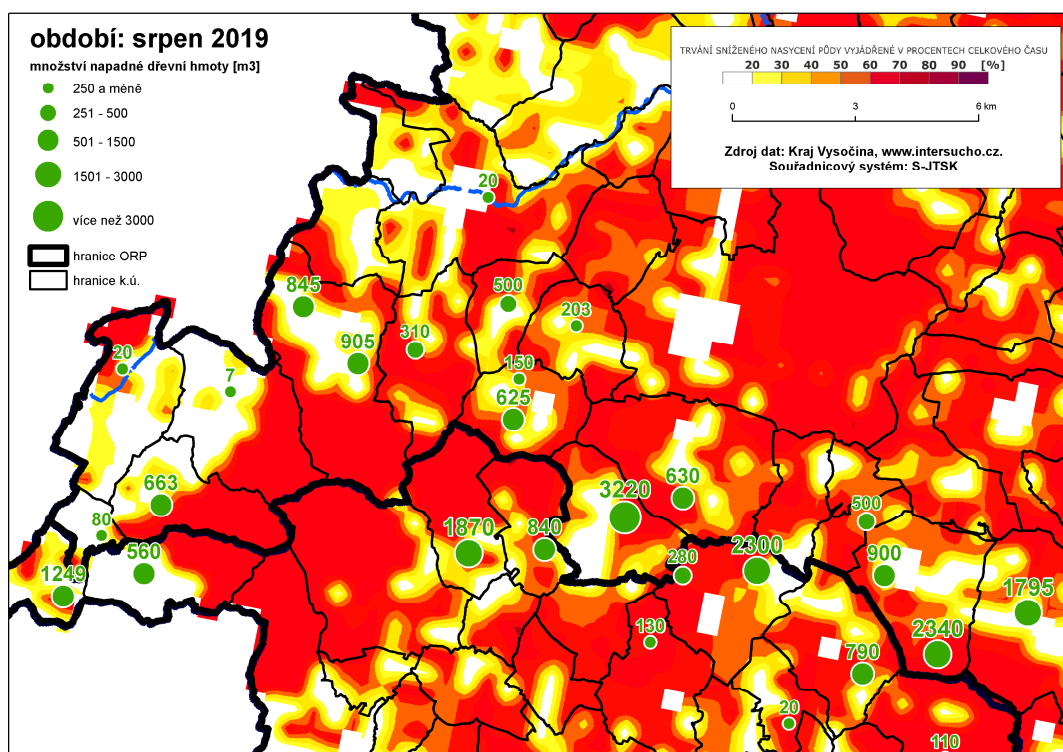 období: srpen 2019
množství napadné dřevní hmoty [m3]
250 a méně
251 - 500
501 - 1500
1501 - 3000
více než 3000
hranice ORP
hranice k.ú.
TRVÁNÍ SNÍŽENÉHO NASYCENÍ PŮDY VYJÁDŘENÉ V PROCENTECH CELKOVÉHO ČASU
20 30 40 50 60 70 80 90 [%]
0 3 6 km
Zdroj dat: Kraj Vysočina, www.intersucho.cz.
Souřadnicový systém: S-JTSK
20
845
500
203
905
310
20
7
150
625
663
630
3220
500
80
1870
840
560
280
2300
900
1249
1795
130
2340
790
20
110